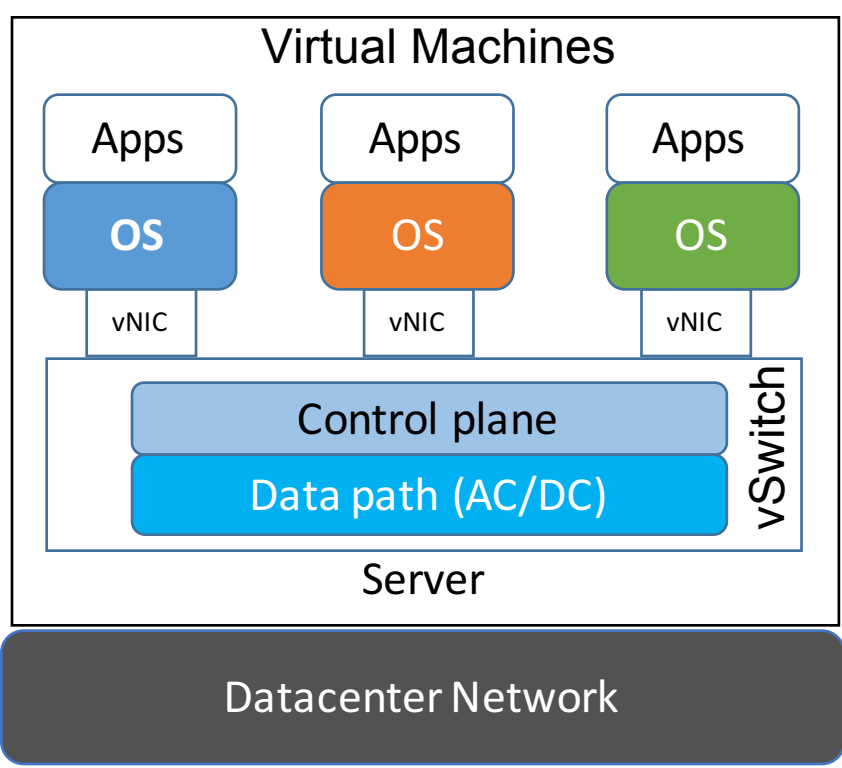 Virtual Machines
Apps
Apps
Apps
OS
OS
OS
vNIC
vNIC
vNIC
Control plane
Data path (AC/DC)
vSwitch
Server
Datacenter Network